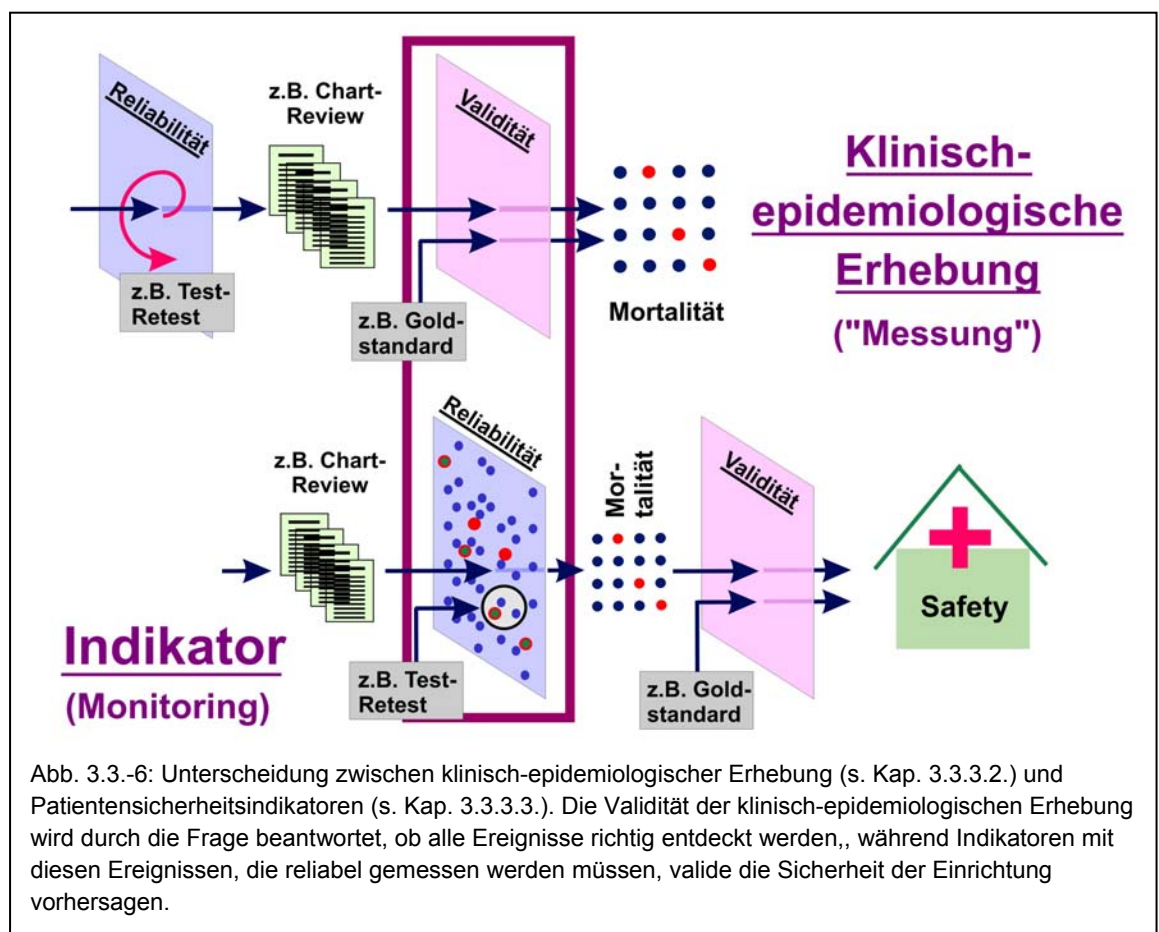 Reliabilität
z.B. Chart-
Review
Validität
z.B. Test-
Retest
z.B. Gold-
standard
Mortalität
Klinisch-
epidemiologische
Erhebung
("Messung")
z.B. Chart-
Review
Reliabilität
Mor-
talität
Validität
Safety
Indikator
(Monitoring)
z.B. Test-
Retest
z.B. Gold-
standard
Abb. 3.3.-6: Unterscheidung zwischen klinisch-epidemiologischer Erhebung (s. Kap. 3.3.3.2.) und
Patientensicherheitsindikatoren (s. Kap. 3.3.3.3.). Die Validität der klinisch-epidemiologischen Erhebung
wird durch die Frage beantwortet, ob alle Ereignisse richtig entdeckt werden,, während Indikatoren mit
diesen Ereignissen, die reliabel gemessen werden müssen, valide die Sicherheit der Einrichtung
vorhersagen.